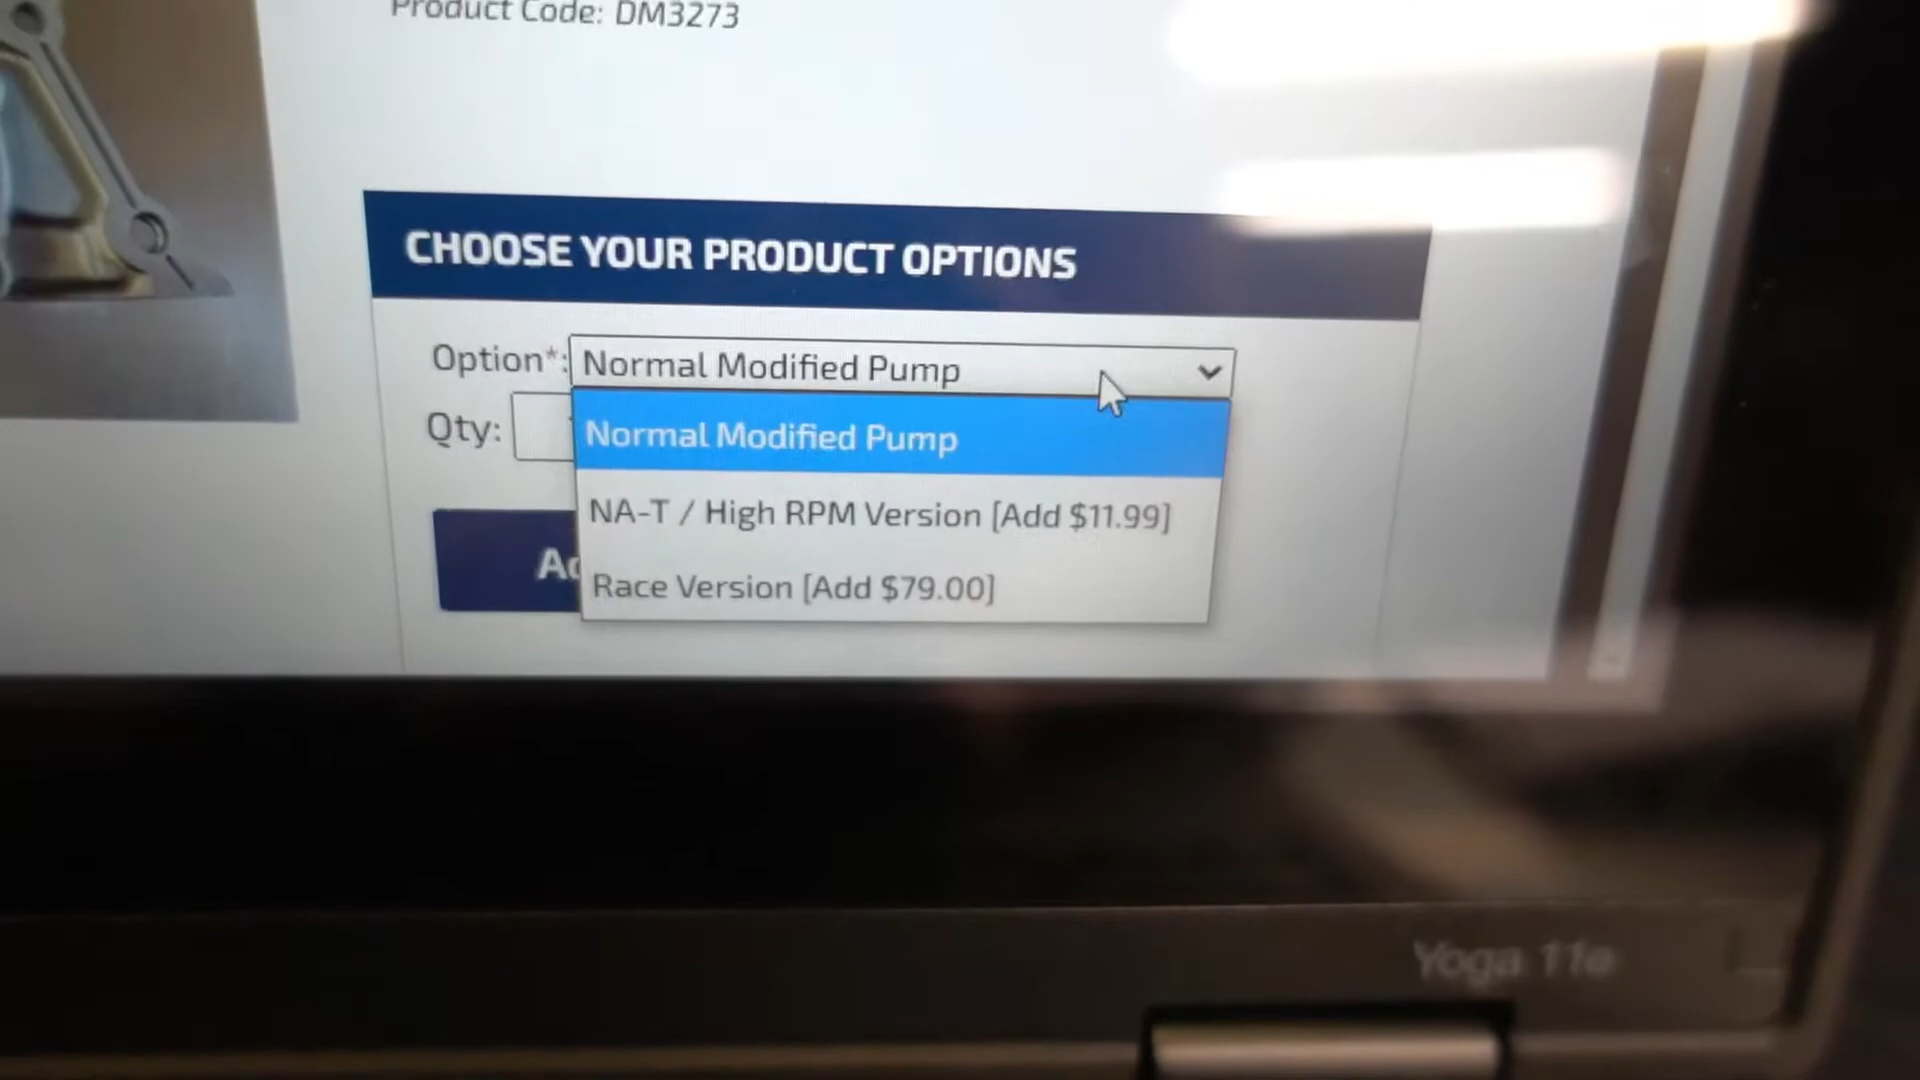 Product Code: DM3273
CHOOSE YOUR PRODUCT OPTIONS
Option*: Normal Modified Pump
Qty:
Normal Modified Pump
NA-T / High RPM Version [Add $11.99]
Race Version [Add $79.00]
Yoga 11e